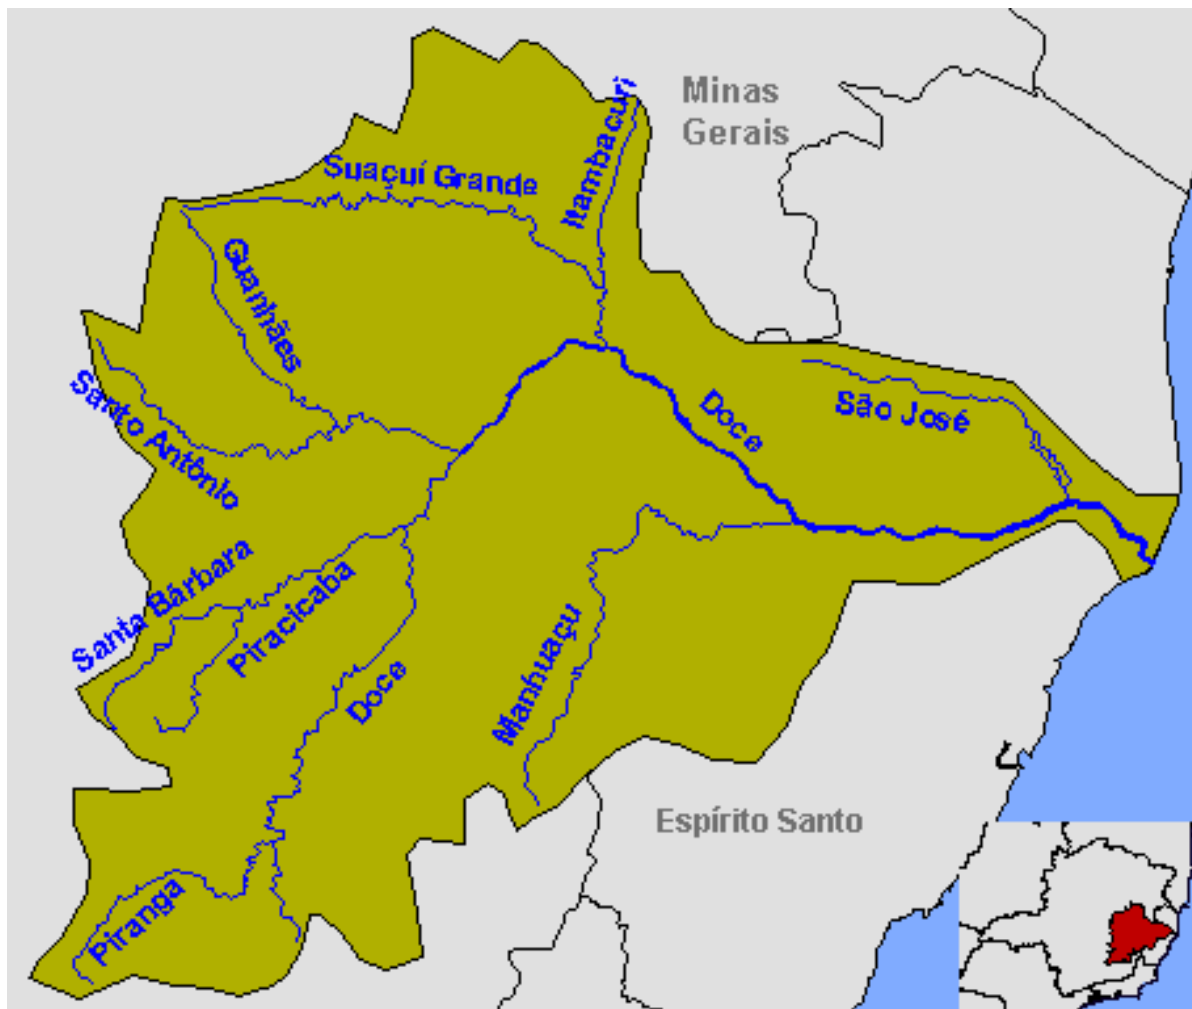 Minas
Gerais
Itambacuri
Suaçuí Grande
Guanhães
Santo Antônio
Doce
São José
Santa Bárbara
Piracicaba
Doce
Manhuaçu
Espírito Santo
Piranga